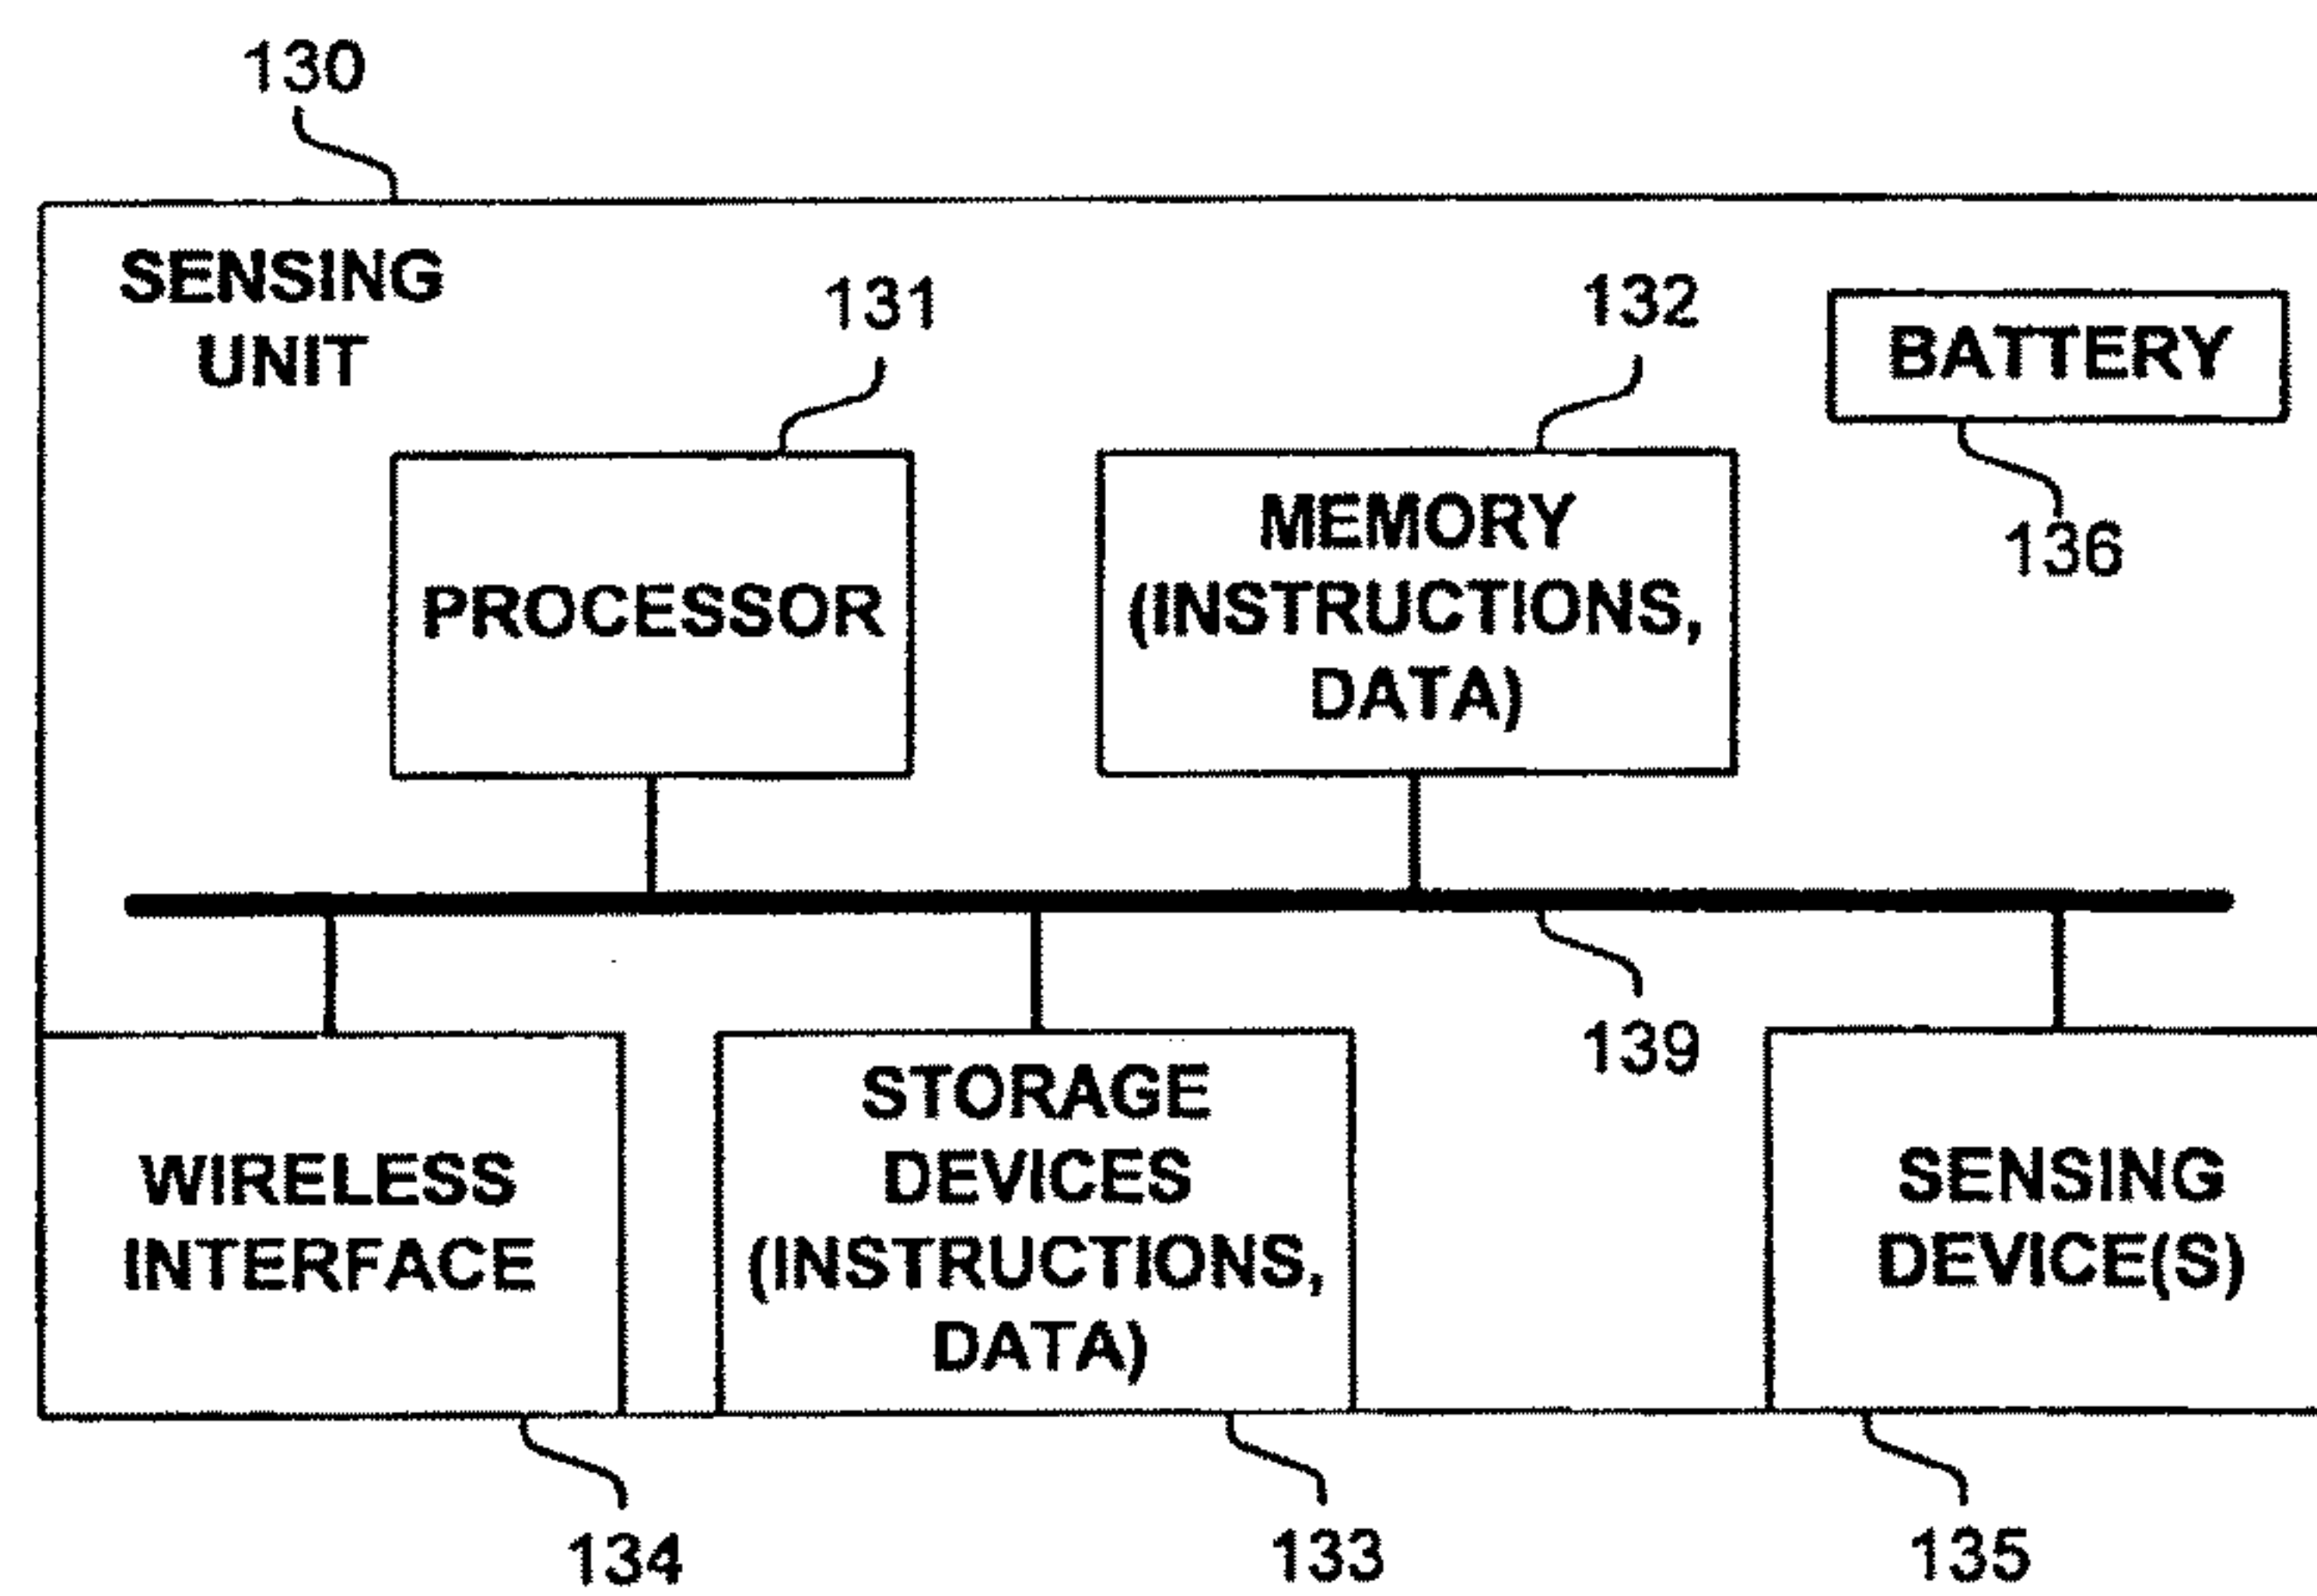 130
SENSING
UNIT
131
132
BATTERY
136
PROCESSOR
MEMORY
(INSTRUCTIONS,
DATA)
139
WIRELESS
INTERFACE
STORAGE
DEVICES
(INSTRUCTIONS,
DATA)
SENSING
DEVICE(S)
134
133
135